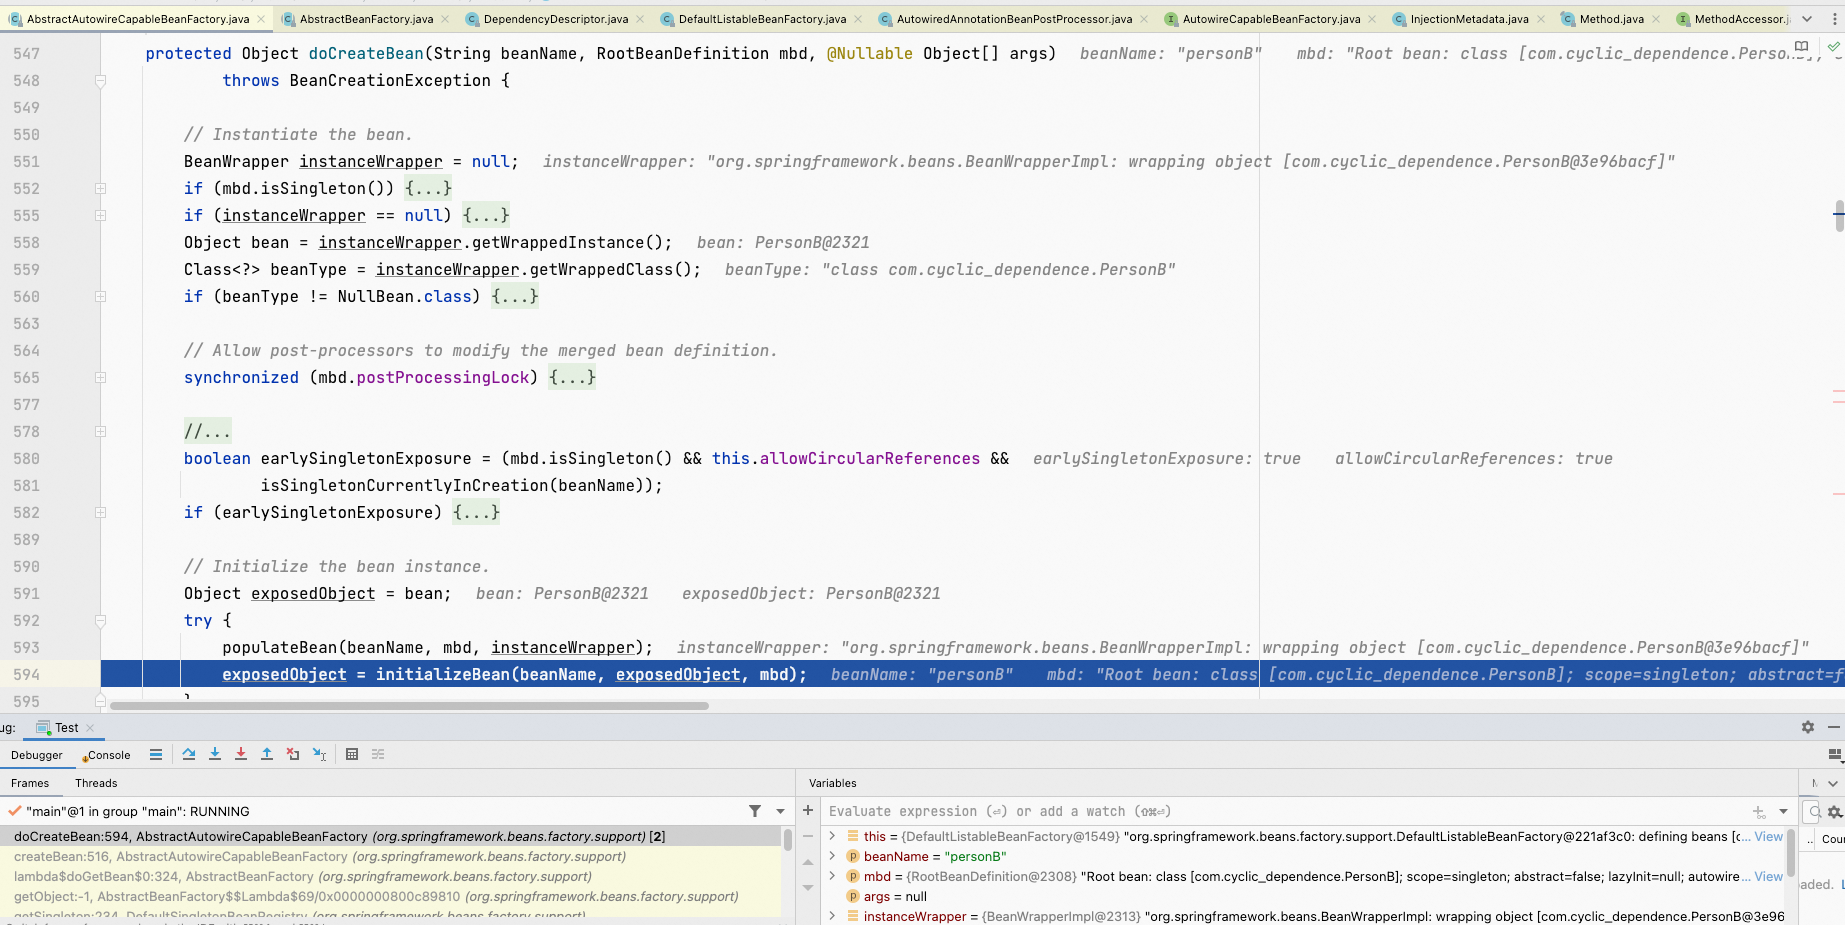 AbstractAutowireCapableBeanFactory.java AbstractBeanFactory.java DependencyDescriptor.java DefaultListableBeanFactory.java AutowiredAnnotationBeanPostProcessor.java AutowireCapableBeanFactory.java InjectionMetadata.java Method.java MethodAccessor.j
547 protected Object doCreateBean(String beanName, RootBeanDefinition mbd, @Nullable Object[] args) beanName: "personB" mbd: "Root bean: class [com.cyclic_dependence.Person
548 throws BeanCreationException {
549
550 // Instantiate the bean.
551 BeanWrapper instanceWrapper = null; instanceWrapper: "org.springframework.beans.BeanWrapperImpl: wrapping object [com.cyclic_dependence.PersonB@3e96bacf]"
552 if (mbd.isSingleton()) {...}
555 if (instanceWrapper == null) {...}
558 Object bean = instanceWrapper.getWrappedInstance(); bean: PersonB@2321
559 Class<?> beanType = instanceWrapper.getWrappedClass(); beanType: "class com.cyclic_dependence.PersonB"
560 if (beanType != NullBean.class) {...}
563
564 // Allow post-processors to modify the merged bean definition.
565 synchronized (mbd.postProcessingLock) {...}
577
578 //...
580 boolean earlySingletonExposure = (mbd.isSingleton() && this.allowCircularReferences && earlySingletonExposure: true allowCircularReferences: true
581 isSingletonCurrentlyInCreation(beanName));
582 if (earlySingletonExposure) {...}
589
590 // Initialize the bean instance.
591 Object exposedObject = bean; bean: PersonB@2321 exposedObject: PersonB@2321
592 try {
593 populateBean(beanName, mbd, instanceWrapper); instanceWrapper: "org.springframework.beans.BeanWrapperImpl: wrapping object [com.cyclic_dependence.PersonB@3e96bacf]"
594 exposedObject = initializeBean(beanName, exposedObject, mbd); beanName: "personB" mbd: "Root bean: class [com.cyclic_dependence.PersonB]; scope=singleton; abstract=f
595 }
ug: Test
Debugger Console
Frames Threads
"main"@1 in group "main": RUNNING
doCreateBean:594, AbstractAutowireCapableBeanFactory (org.springframework.beans.factory.support) [2]
createBean:516, AbstractAutowireCapableBeanFactory (org.springframework.beans.factory.support)
lambda$doGetBean$0:324, AbstractBeanFactory (org.springframework.beans.factory.support)
getObject:-1, AbstractBeanFactory$$Lambda$69/0x0000000800c89810 (org.springframework.beans.factory.support)
getSingleton:234, DefaultSingletonBeanRegistry (org.springframework.beans.factory.support)
Variables
Evaluate expression (⏎) or add a watch (⇧⌘⏎)
this = {DefaultListableBeanFactory@1549} "org.springframework.beans.factory.support.DefaultListableBeanFactory@221af3c0: defining beans [c... View
beanName = "personB"
mbd = {RootBeanDefinition@2308} "Root bean: class [com.cyclic_dependence.PersonB]; scope=singleton; abstract=false; lazyInit=null; autowire... View
args = null
instanceWrapper = {BeanWrapperImpl@2313} "org.springframework.beans.BeanWrapperImpl: wrapping object [com.cyclic_dependence.PersonB@3e96
.. Cour
aded.